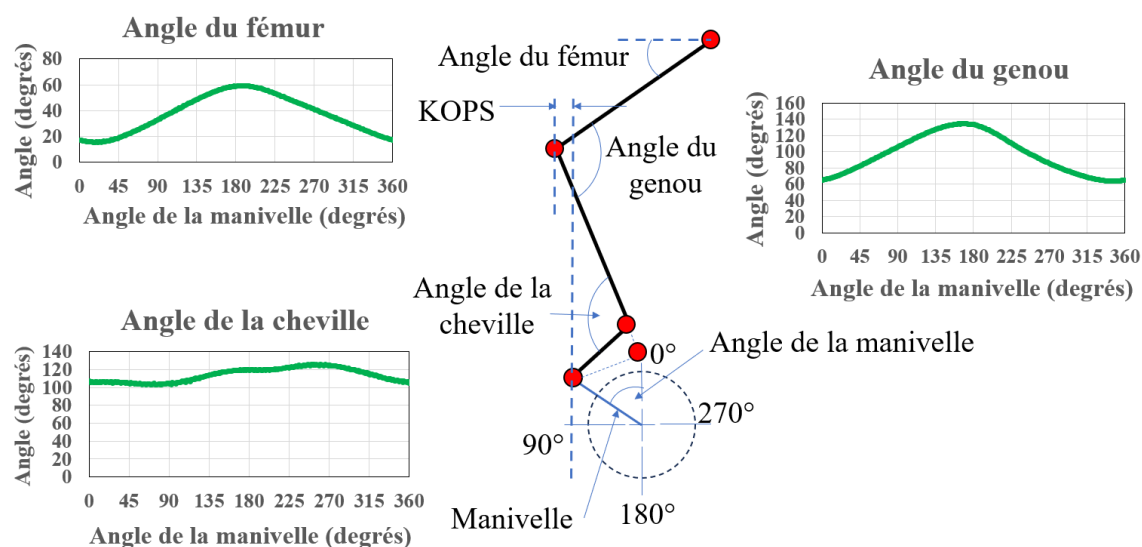 Angle du fémur
Angle (degrés)
80
60
40
20
0
0 45 90 135 180 225 270 315 360
Angle de la manivelle (degrés)
Angle du fémur
KOPS
Angle du
genou
Angle du genou
Angle (degrés)
160
140
120
100
80
60
40
20
0
0 45 90 135 180 225 270 315 360
Angle de la manivelle (degrés)
Angle de la cheville
Angle (degrés)
140
120
100
80
60
40
20
0
0 45 90 135 180 225 270 315 360
Angle de la manivelle (degrés)
Angle de la
cheville
0°
Angle de la manivelle
270°
90°
Manivelle
180°